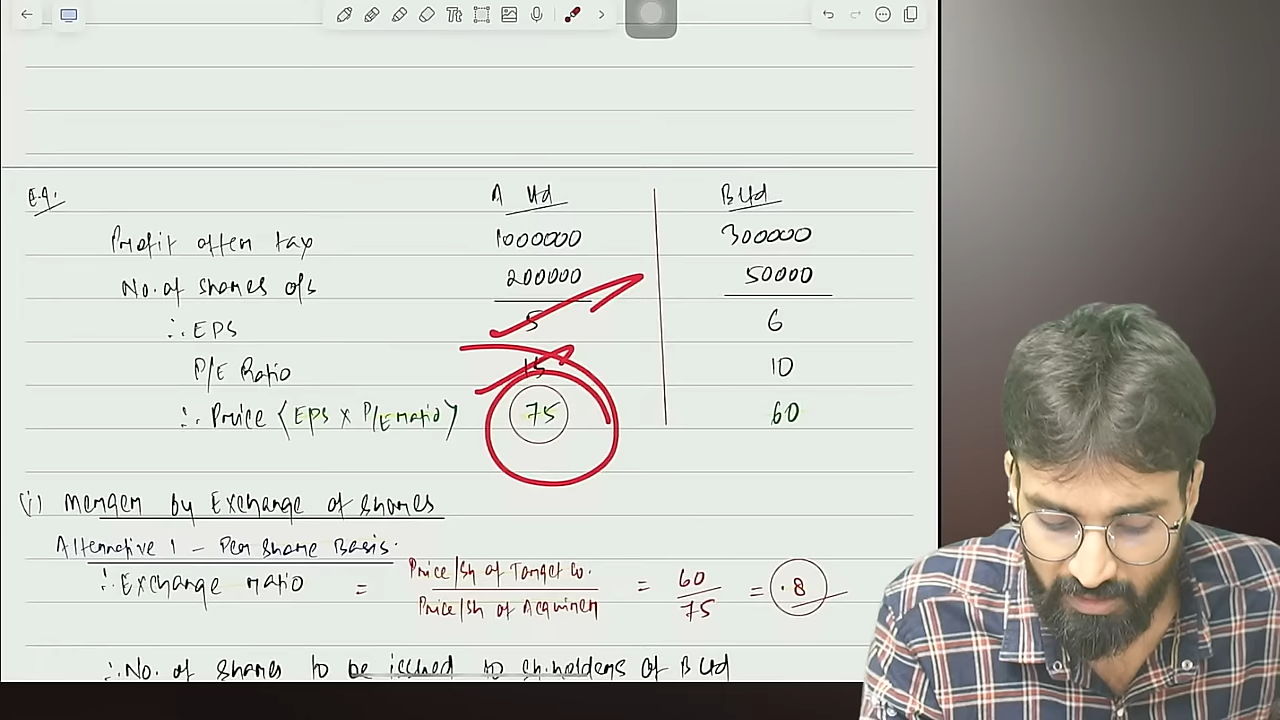 E.g.
A Ltd B Ltd
Profit after tax 1000000 300000
No. of shares o/s 200000 50000
∴ EPS 5 6
P/E Ratio 15 10
∴ Price (EPS x P/E Ratio) 75 60
(i) Merger by Exchange of shares
Alternative 1 - Per Share Basis.
∴ Exchange ratio = Price/sh of Target Co. / Price/sh of Acquirer = 60/75 = .8
∴ No. of shares to be issued to sh.holders of B Ltd